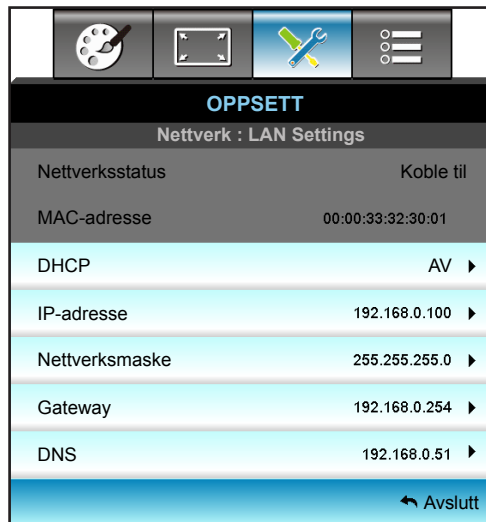 OPPSETT
Nettverk : LAN Settings
Nettverksstatus Koble til
MAC-adresse 00:00:33:32:30:01
DHCP AV
IP-adresse 192.168.0.100
Nettverksmaske 255.255.255.0
Gateway 192.168.0.254
DNS 192.168.0.51
Avslutt